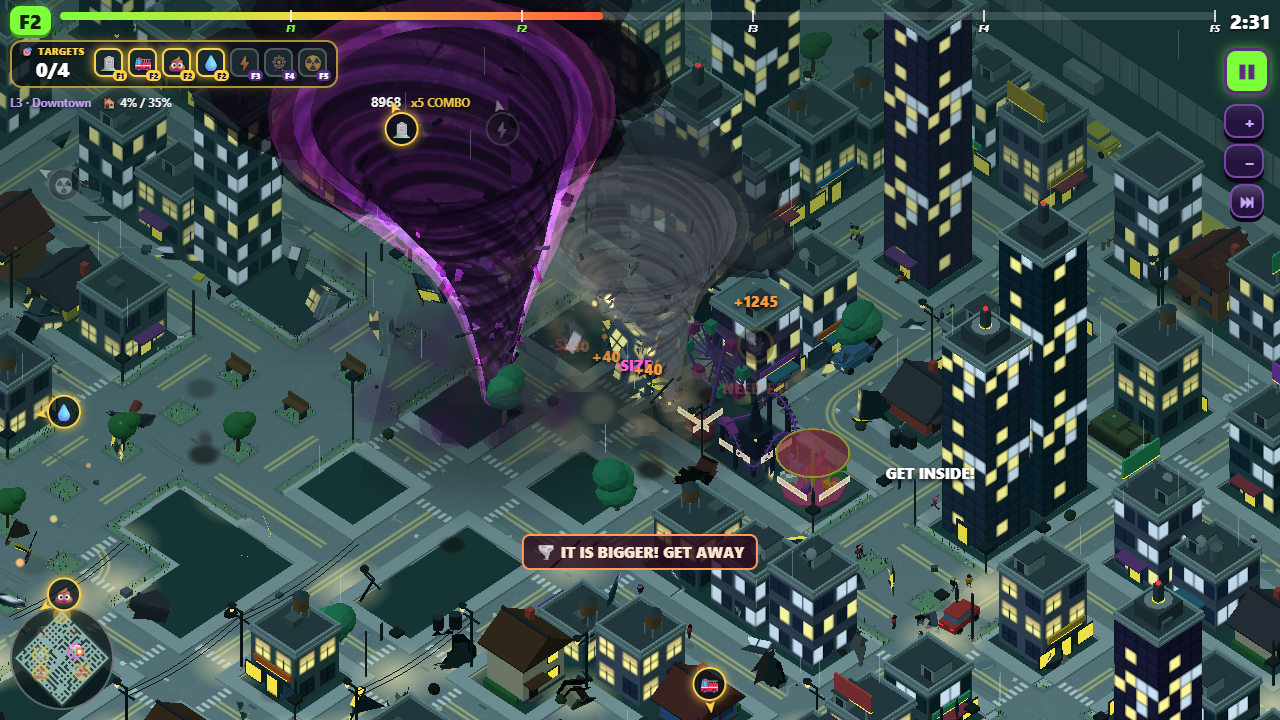 F2
F1
F2
F3
F4
F5
2:31
TARGETS
0/4
F1
F2
F2
F2
F3
F4
F5
L3 · Downtown
4% / 35%
8968
x5 COMBO
+
−
+1245
+40
SIZE
40
GET INSIDE!
IT IS BIGGER! GET AWAY